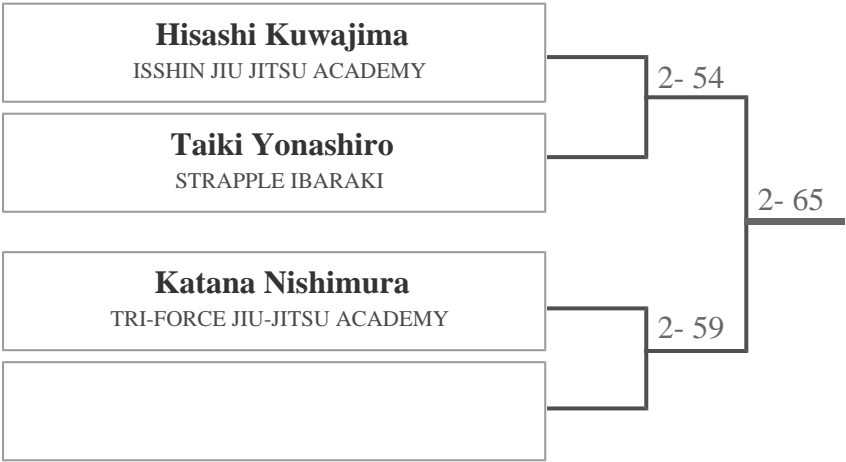 Hisashi Kuwajima
ISSHIN JIU JITSU ACADEMY
2- 54
Taiki Yonashiro
STRAPPLE IBARAKI
2- 65
Katana Nishimura
TRI-FORCE JIU-JITSU ACADEMY
2- 59